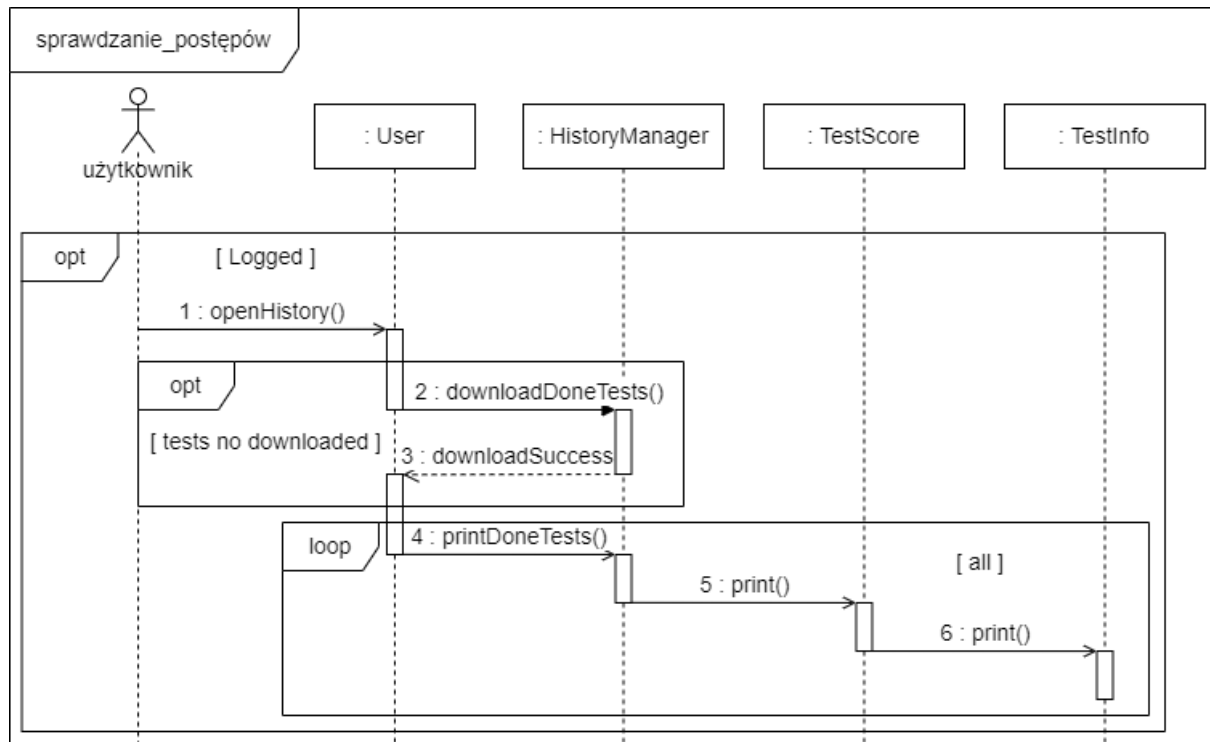 sprawdzanie_postępów
użytkownik
: User
: HistoryManager
: TestScore
: TestInfo
opt
[ Logged ]
1 : openHistory()
opt
2 : downloadDoneTests()
[ tests no downloaded ]
3 : downloadSuccess
loop
4 : printDoneTests()
[ all ]
5 : print()
6 : print()